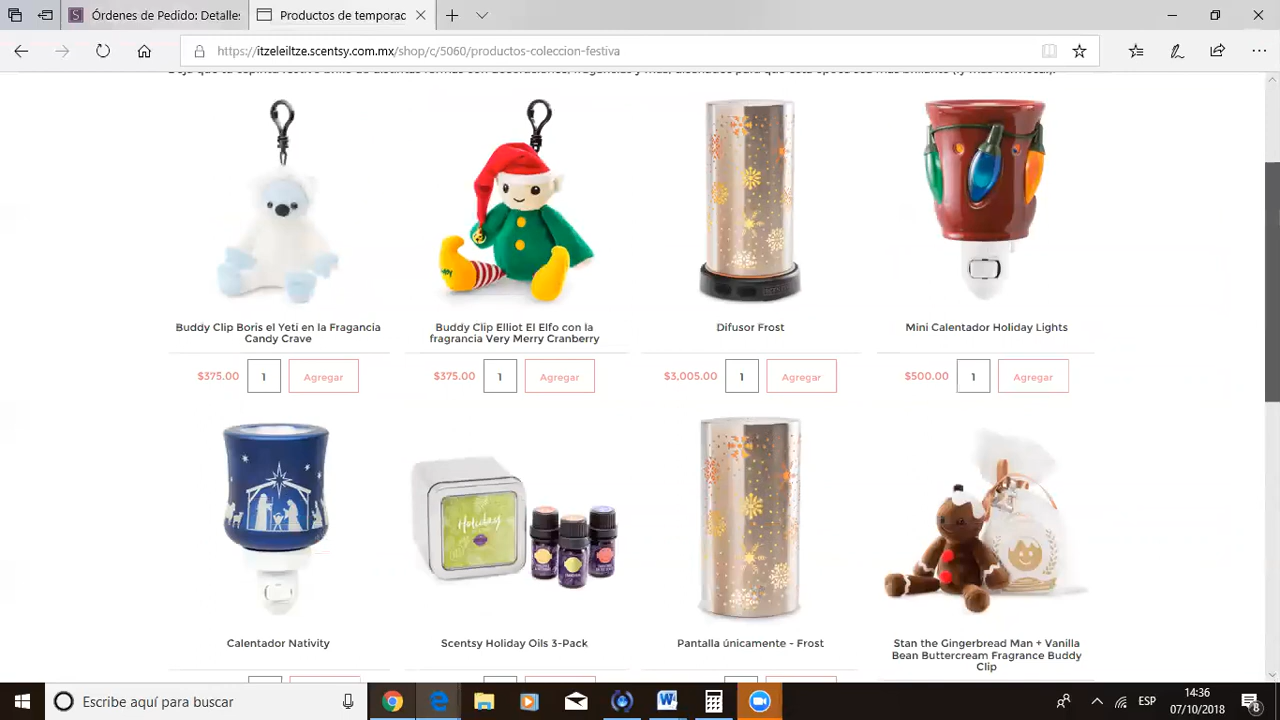 Órdenes de Pedido: Detalle
Productos de temporac
https://itzeleiltze.scentsy.com.mx/shop/c/5060/productos-coleccion-festiva
Buddy Clip Boris el Yeti en la Fragancia
Candy Crave
Buddy Clip Elliot El Elfo con la
fragrancia Very Merry Cranberry
Difusor Frost
Mini Calentador Holiday Lights
$375.00 1 Agregar
$375.00 1 Agregar
$3,005.00 1 Agregar
$500.00 1 Agregar
Holiday
Calentador Nativity
Scentsy Holiday Oils 3-Pack
Pantalla únicamente - Frost
Stan the Gingerbread Man + Vanilla
Bean Buttercream Fragrance Buddy
Clip
Escribe aquí para buscar
ESP
14:36
07/10/2018
8